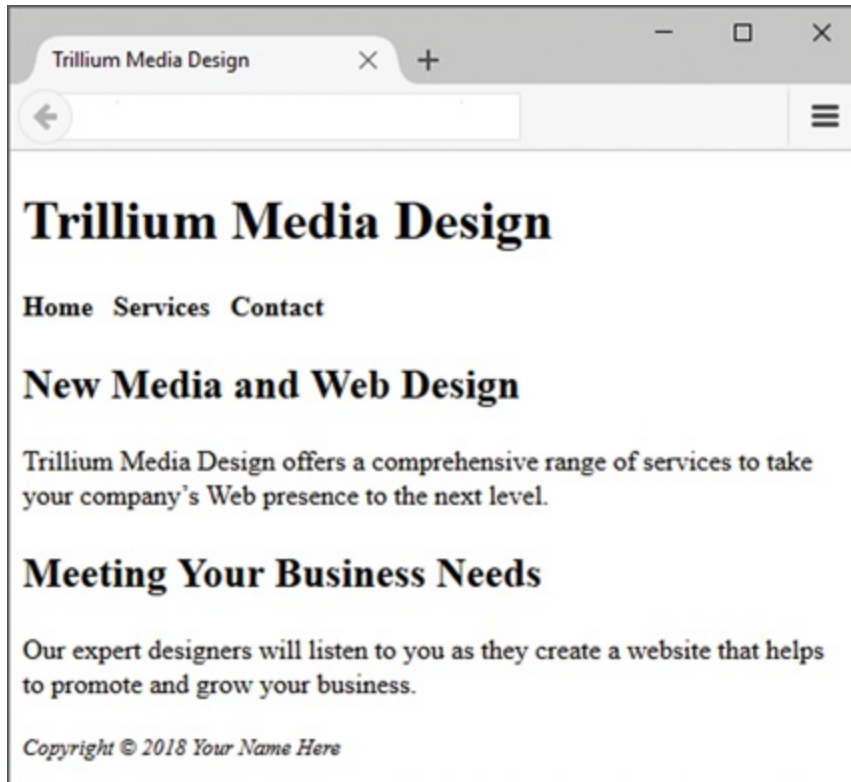 Trillium Media Design
Trillium Media Design
Home Services Contact
New Media and Web Design
Trillium Media Design offers a comprehensive range of services to take
your company’s Web presence to the next level.
Meeting Your Business Needs
Our expert designers will listen to you as they create a website that helps
to promote and grow your business.
Copyright © 2018 Your Name Here